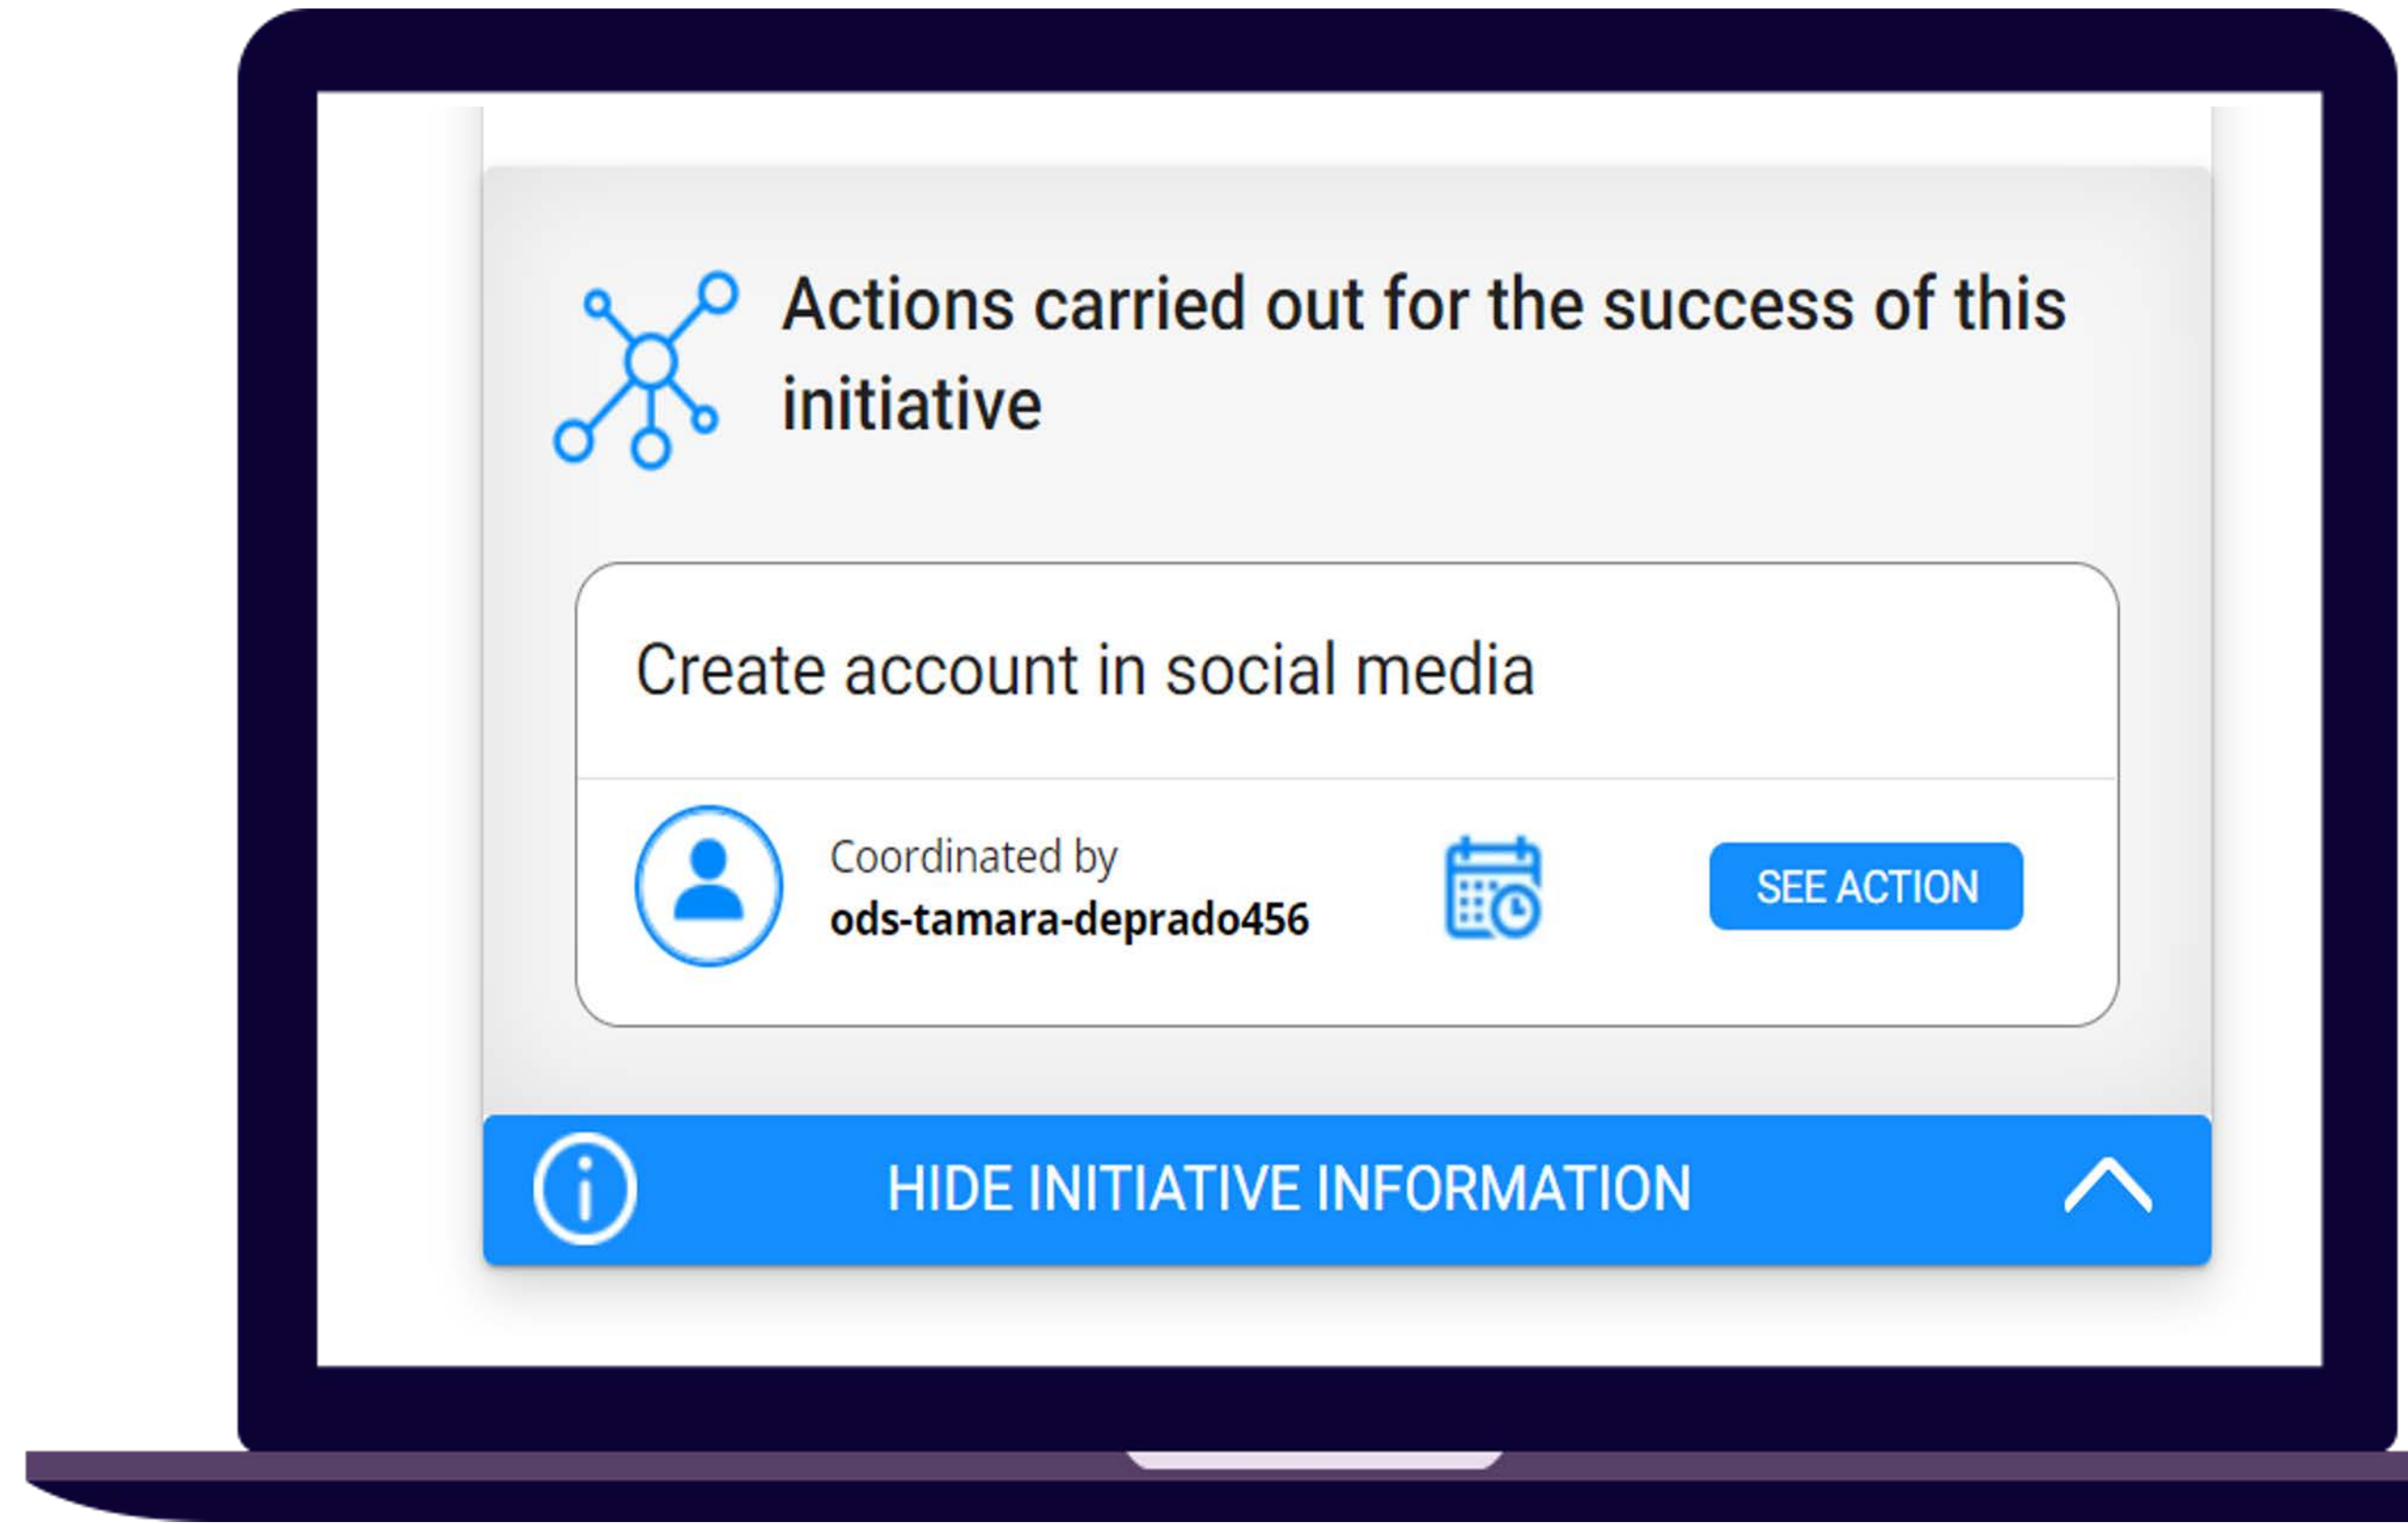 Actions carried out for the success of this
initiative
Create account in social media
Coordinated by
ods-tamara-deprado456
SEE ACTION
HIDE INITIATIVE INFORMATION